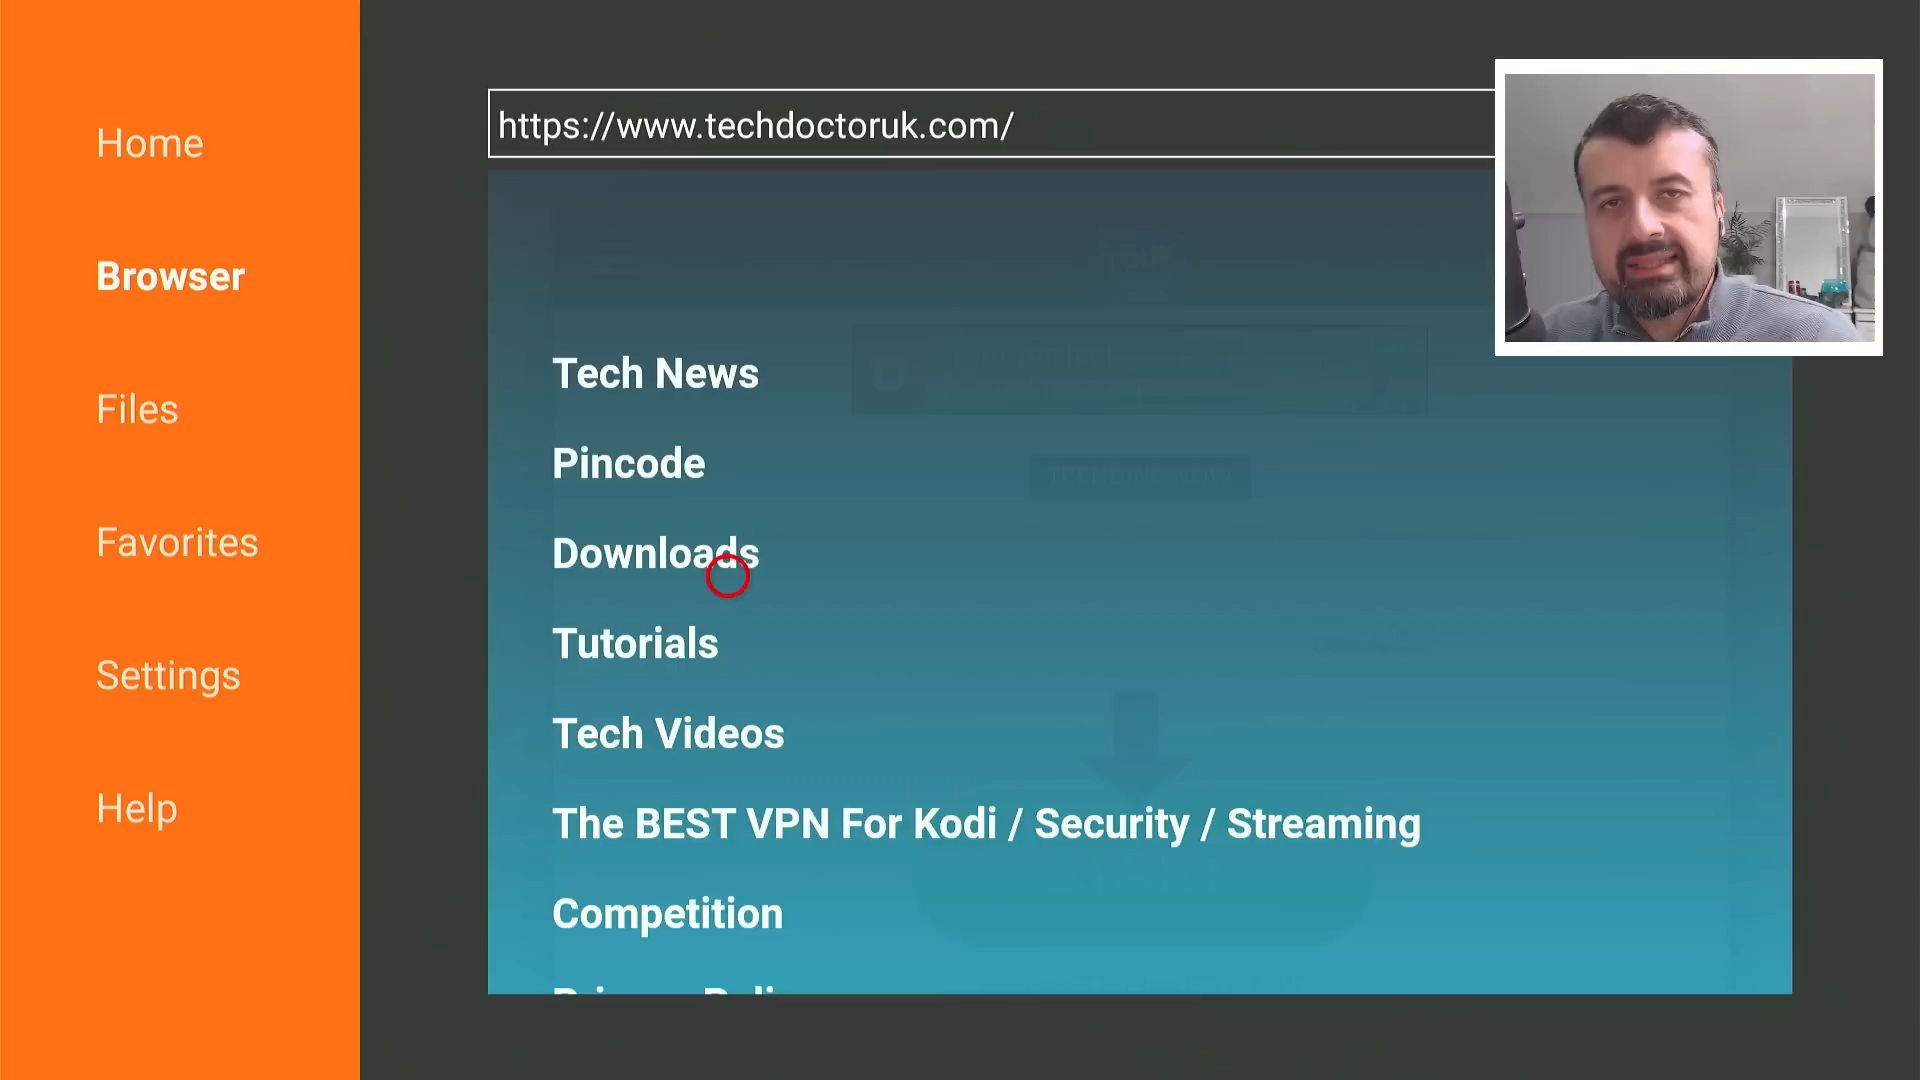 Home
Browser
Files
Favorites
Settings
Help
https://www.techdoctoruk.com/
Tech News
Pincode
Downloads
Tutorials
Tech Videos
The BEST VPN For Kodi / Security / Streaming
Competition